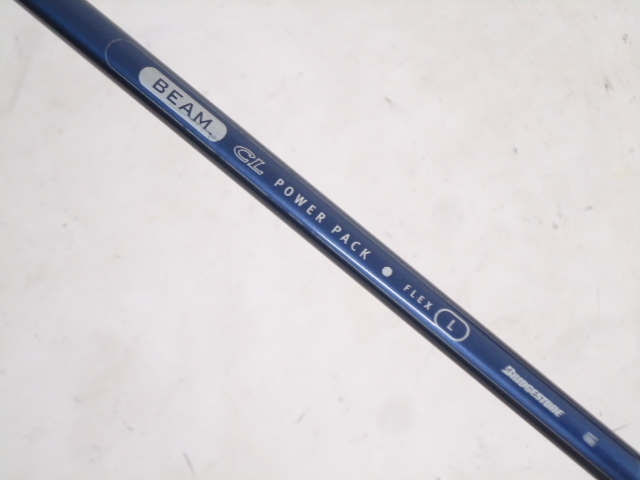 BEAM CL POWER PACK FLEX L BRIDGESTONE